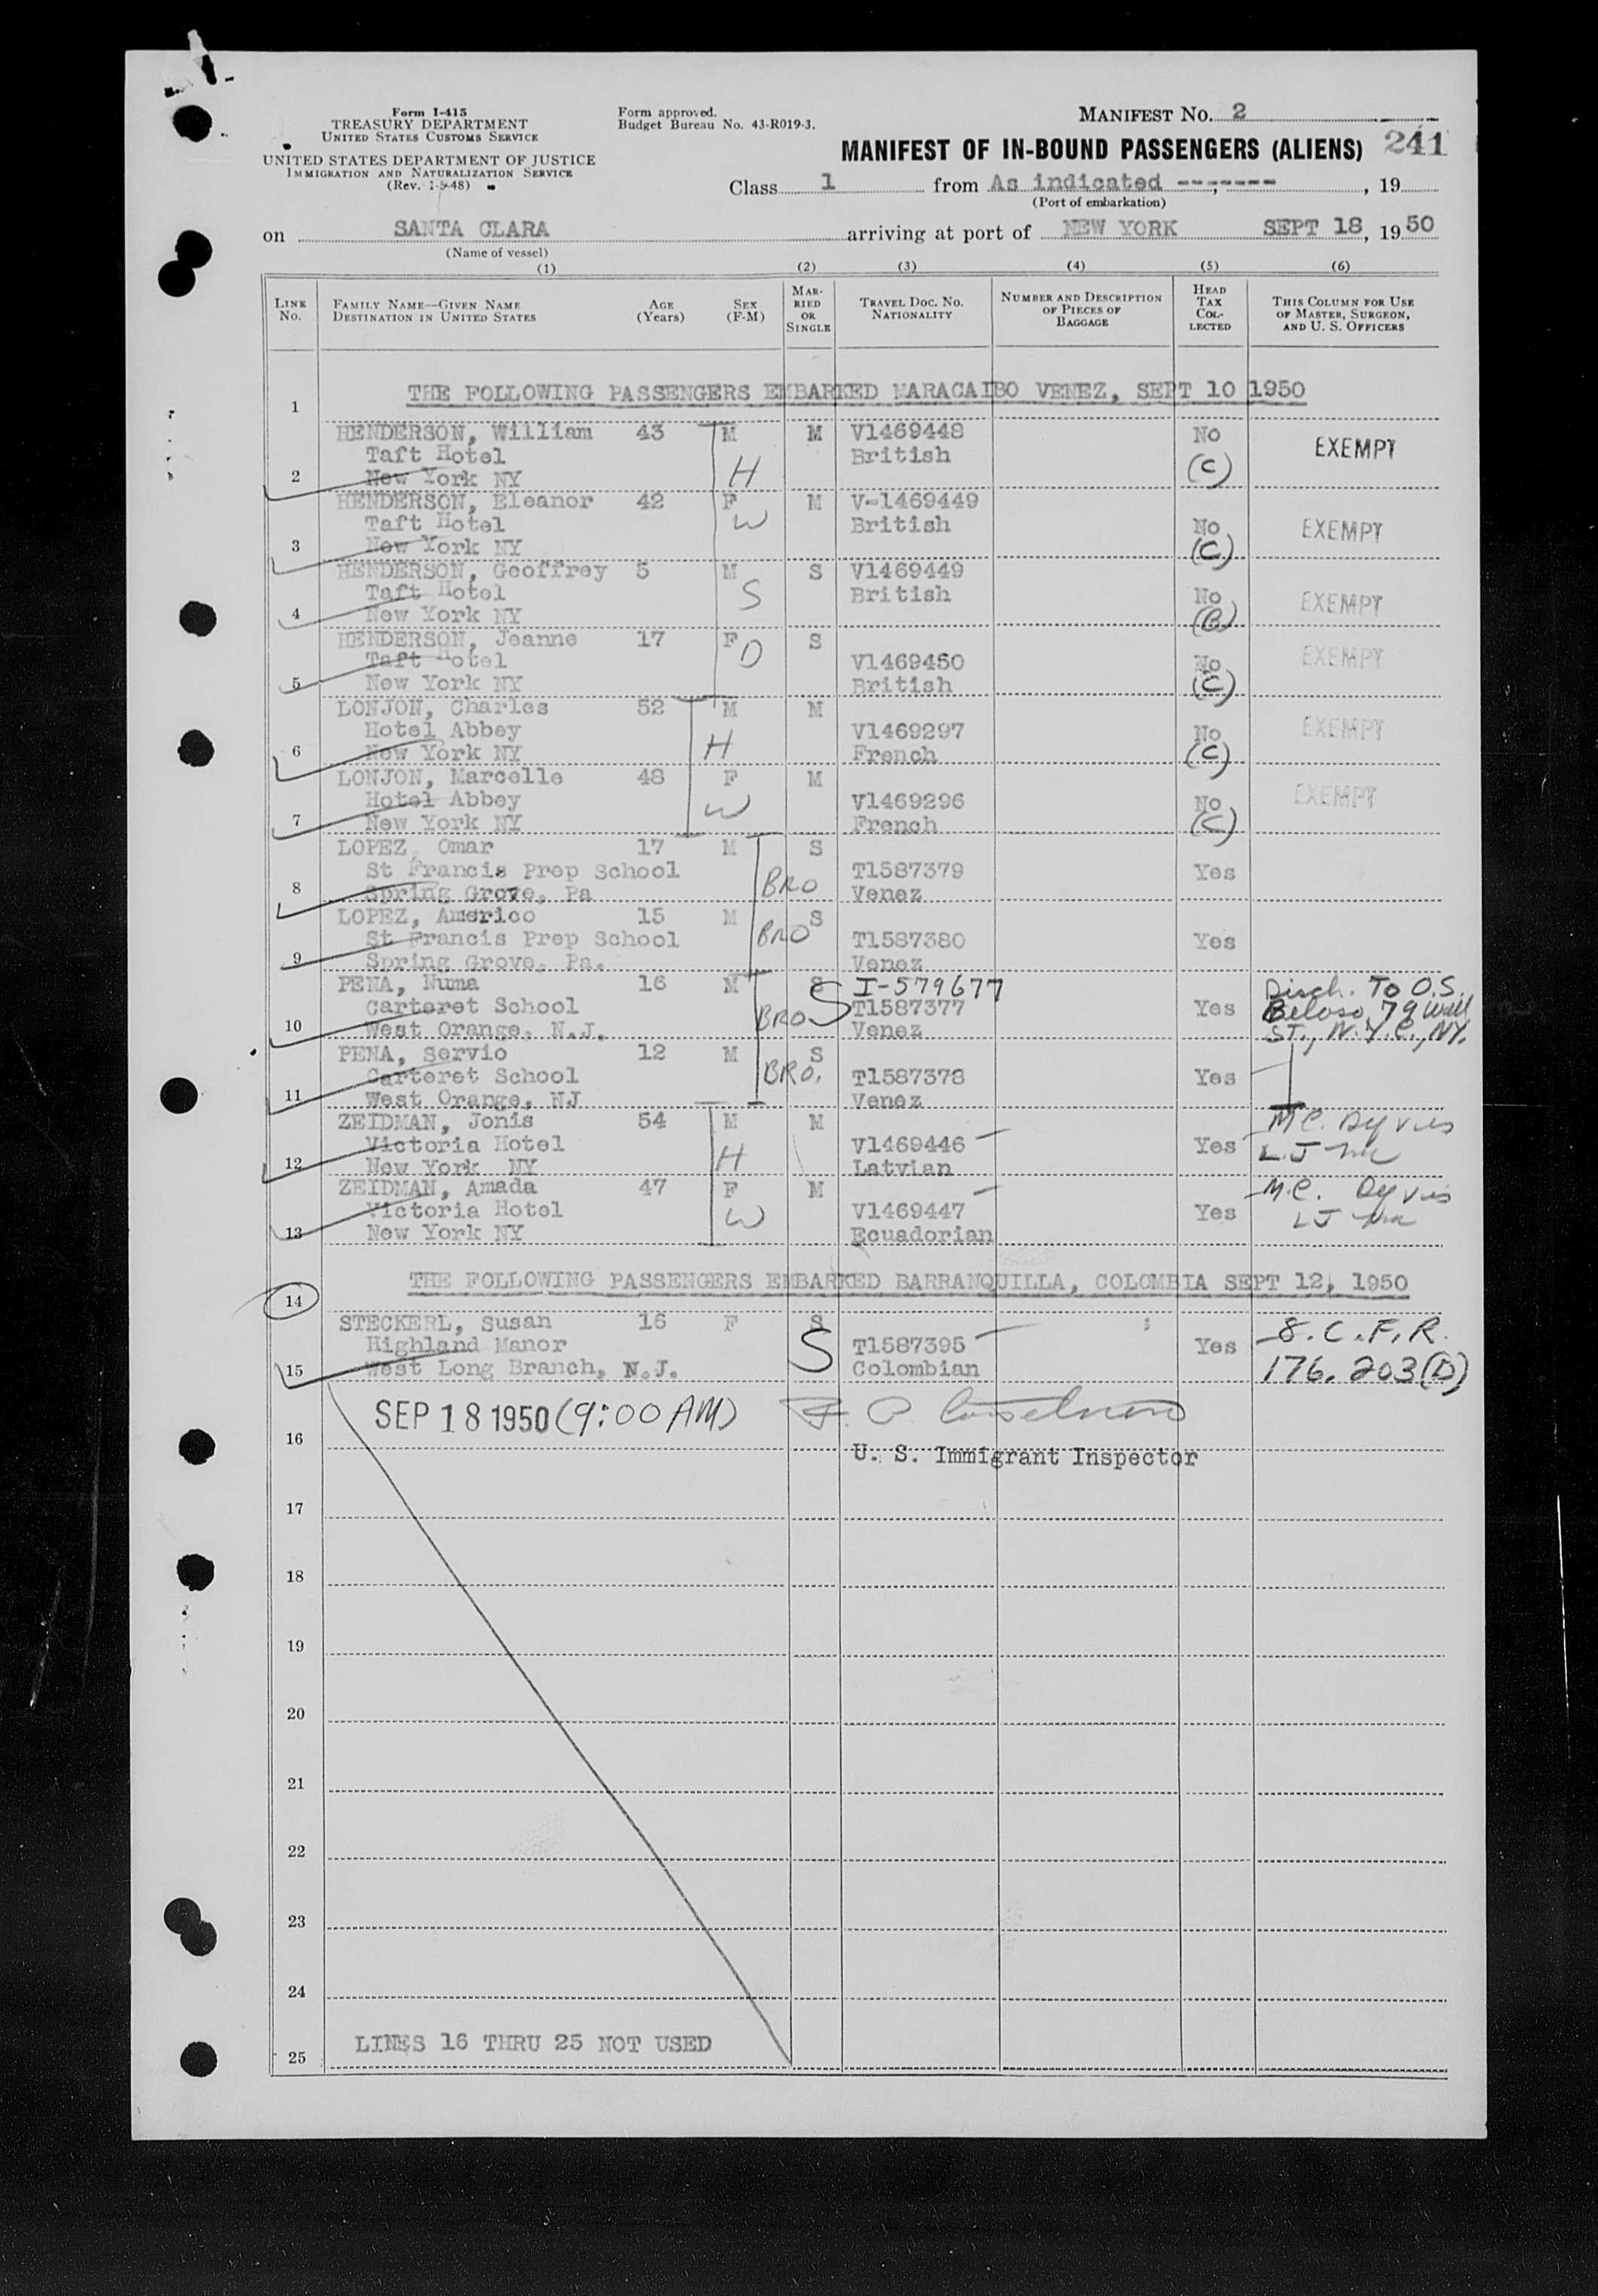 Form I-415
TREASURY DEPARTMENT
UNITED STATES CUSTOMS SERVICE
UNITED STATES DEPARTMENT OF JUSTICE
IMMIGRATION AND NATURALIZATION SERVICE
(Rev. 1-5-48)
Form approved.
Budget Bureau No. 43-R019-3.
MANIFEST No. 2
MANIFEST OF IN-BOUND PASSENGERS (ALIENS) 241
Class 1 from As indicated -------, 19
(Port of embarkation)
on SANTA CLARA arriving at port of NEW YORK SEPT 18, 1950
(Name of vessel)
(1) (2) (3) (4) (5) (6)
LINE No. FAMILY NAME—GIVEN NAME DESTINATION IN UNITED STATES AGE (Years) SEX (F-M) MARRIED OR SINGLE TRAVEL DOC. NO. NATIONALITY NUMBER AND DESCRIPTION OF PIECES OF BAGGAGE HEAD TAX COLLECTED THIS COLUMN FOR USE OF MASTER, SURGEON, AND U. S. OFFICERS
1 THE FOLLOWING PASSENGERS EMBARKED MARACAIBO VENEZ, SEPT 10 1950
HENDERSON, William 43 M M V1469448 No EXEMPT
Taft Hotel British
2 New York NY H (C)
HENDERSON, Eleanor 42 F M V-1469449
Taft Hotel W British No EXEMPT
3 New York NY (C)
HENDERSON, Geoffrey 5 M S V1469449
Taft Hotel S British No EXEMPT
4 New York NY (B)
HENDERSON, Jeanne 17 F S
Taft Hotel D V1469450 No EXEMPT
5 New York NY British (C)
LONJON, Charles 52 M M
Hotel Abbey H V1469297 No EXEMPT
6 New York NY French (C)
LONJON, Marcelle 48 F M
Hotel Abbey W V1469296 No EXEMPT
7 New York NY French (C)
LOPEZ, Omar 17 M S
St Francis Prep School BRO T1587379 Yes
8 Spring Grove, Pa Venez
LOPEZ, Americo 15 M S
St Francis Prep School BRO T1587380 Yes
9 Spring Grove, Pa. Venez
PENA, Numa 16 M S I-579677 Disch. To O.S.
Carteret School S T1587377 Yes Beloso, 79 Wall
10 West Orange, N.J. BRO Venez ST., N.Y.C., NY.
PENA, Servio 12 M S
Carteret School BRO. T1587378 Yes
11 West Orange, NJ Venez
ZEIDMAN, Jonis 54 M M M.C.
Victoria Hotel H V1469446 Yes
12 New York NY Latvian
ZEIDMAN, Amada 47 F M M.C.
Victoria Hotel W V1469447 Yes
13 New York NY Ecuadorian
14 THE FOLLOWING PASSENGERS EMBARKED BARRANQUILLA, COLOMBIA SEPT 12, 1950
STECKERL, Susan 16 F S 8.C.F.R.
Highland Manor S T1587395 Yes
15 West Long Branch, N.J. Colombian 176.203(D)
SEP 18 1950 (9:00 AM)
16 U. S. Immigrant Inspector
17
18
19
20
21
22
23
24
25 LINES 16 THRU 25 NOT USED